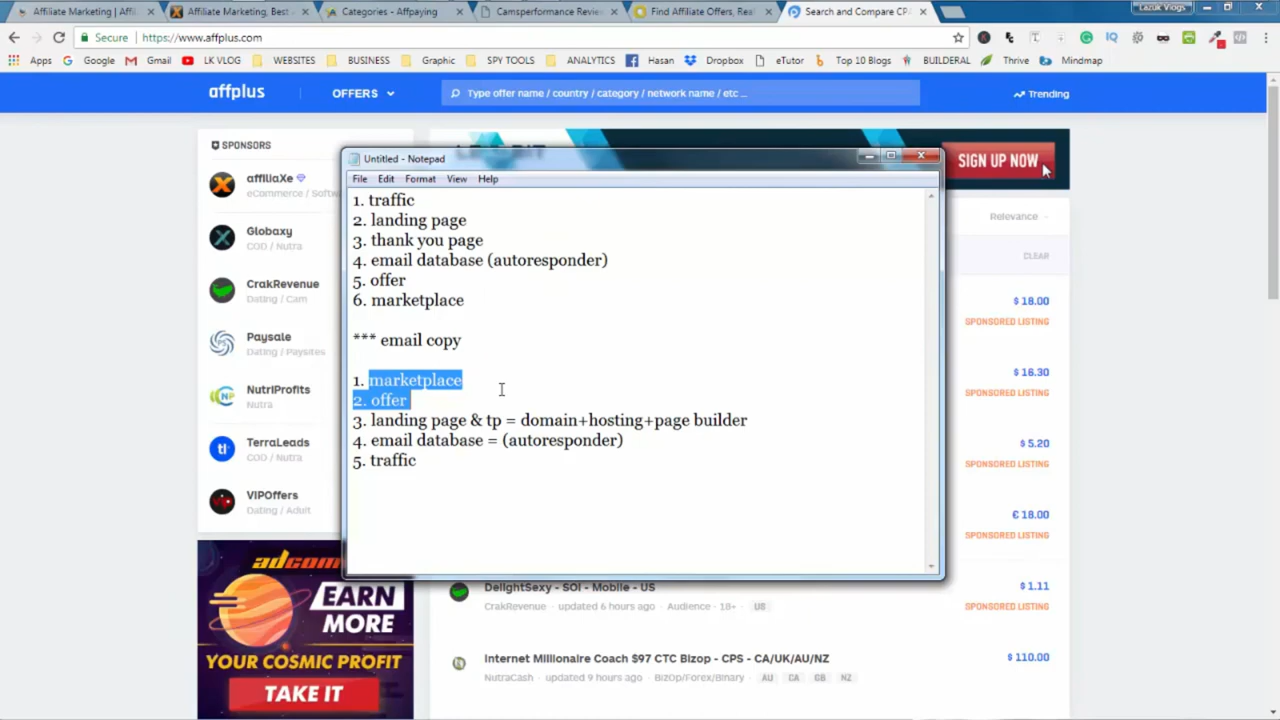 Affiliate Marketing | Affilia
Affiliate Marketing, Best
Categories - Affpaying
Camsperformance Review
Find Affiliate Offers, Rea
Search and Compare CP
Lazuk Vlogs
Secure
https://www.affplus.com
Apps
Google
Gmail
LK VLOG
WEBSITES
BUSINESS
Graphic
SPY TOOLS
ANALYTICS
Hasan
Dropbox
eTutor
Top 10 Blogs
BUILDERAL
Thrive
Mindmap
affplus
OFFERS
Type offer name / country / category / network name / etc ...
Trending
SPONSORS
affiliaXe
eCommerce / Softw
Globaxy
COD / Nutra
CrakRevenue
Dating / Cam
Paysale
Dating / Paysites
NutriProfits
Nutra
TerraLeads
COD / Nutra
VIPOffers
Dating / Adult
adcom
EARN
MORE
YOUR COSMIC PROFIT
TAKE IT
SIGN UP NOW
Untitled - Notepad
File Edit Format View Help
1. traffic
2. landing page
3. thank you page
4. email database (autoresponder)
5. offer
6. marketplace
*** email copy
1. marketplace
2. offer
3. landing page & tp = domain+hosting+page builder
4. email database = (autoresponder)
5. traffic
Relevance
CLEAR
$ 18.00
SPONSORED LISTING
$ 16.30
SPONSORED LISTING
$ 5.20
SPONSORED LISTING
€ 18.00
SPONSORED LISTING
DelightSexy - SOI - Mobile - US
$ 1.11
CrakRevenue · updated 6 hours ago · Audience - 18+ · US
SPONSORED LISTING
Internet Millionaire Coach $97 CTC Bizop - CPS - CA/UK/AU/NZ
$ 110.00
NutraCash · updated 9 hours ago · BizOp/Forex/Binary · AU CA GB NZ